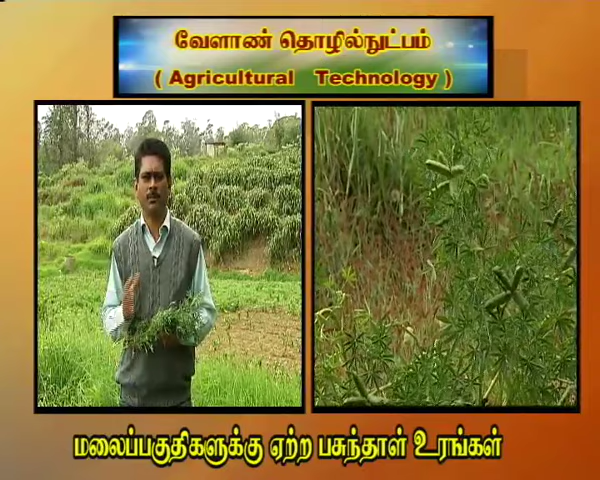 வேளாண் தொழில்நுட்பம்
( Agricultural Technology )
மலைப்பகுதிகளுக்கு ஏற்ற பசுந்தாள் உரங்கள்